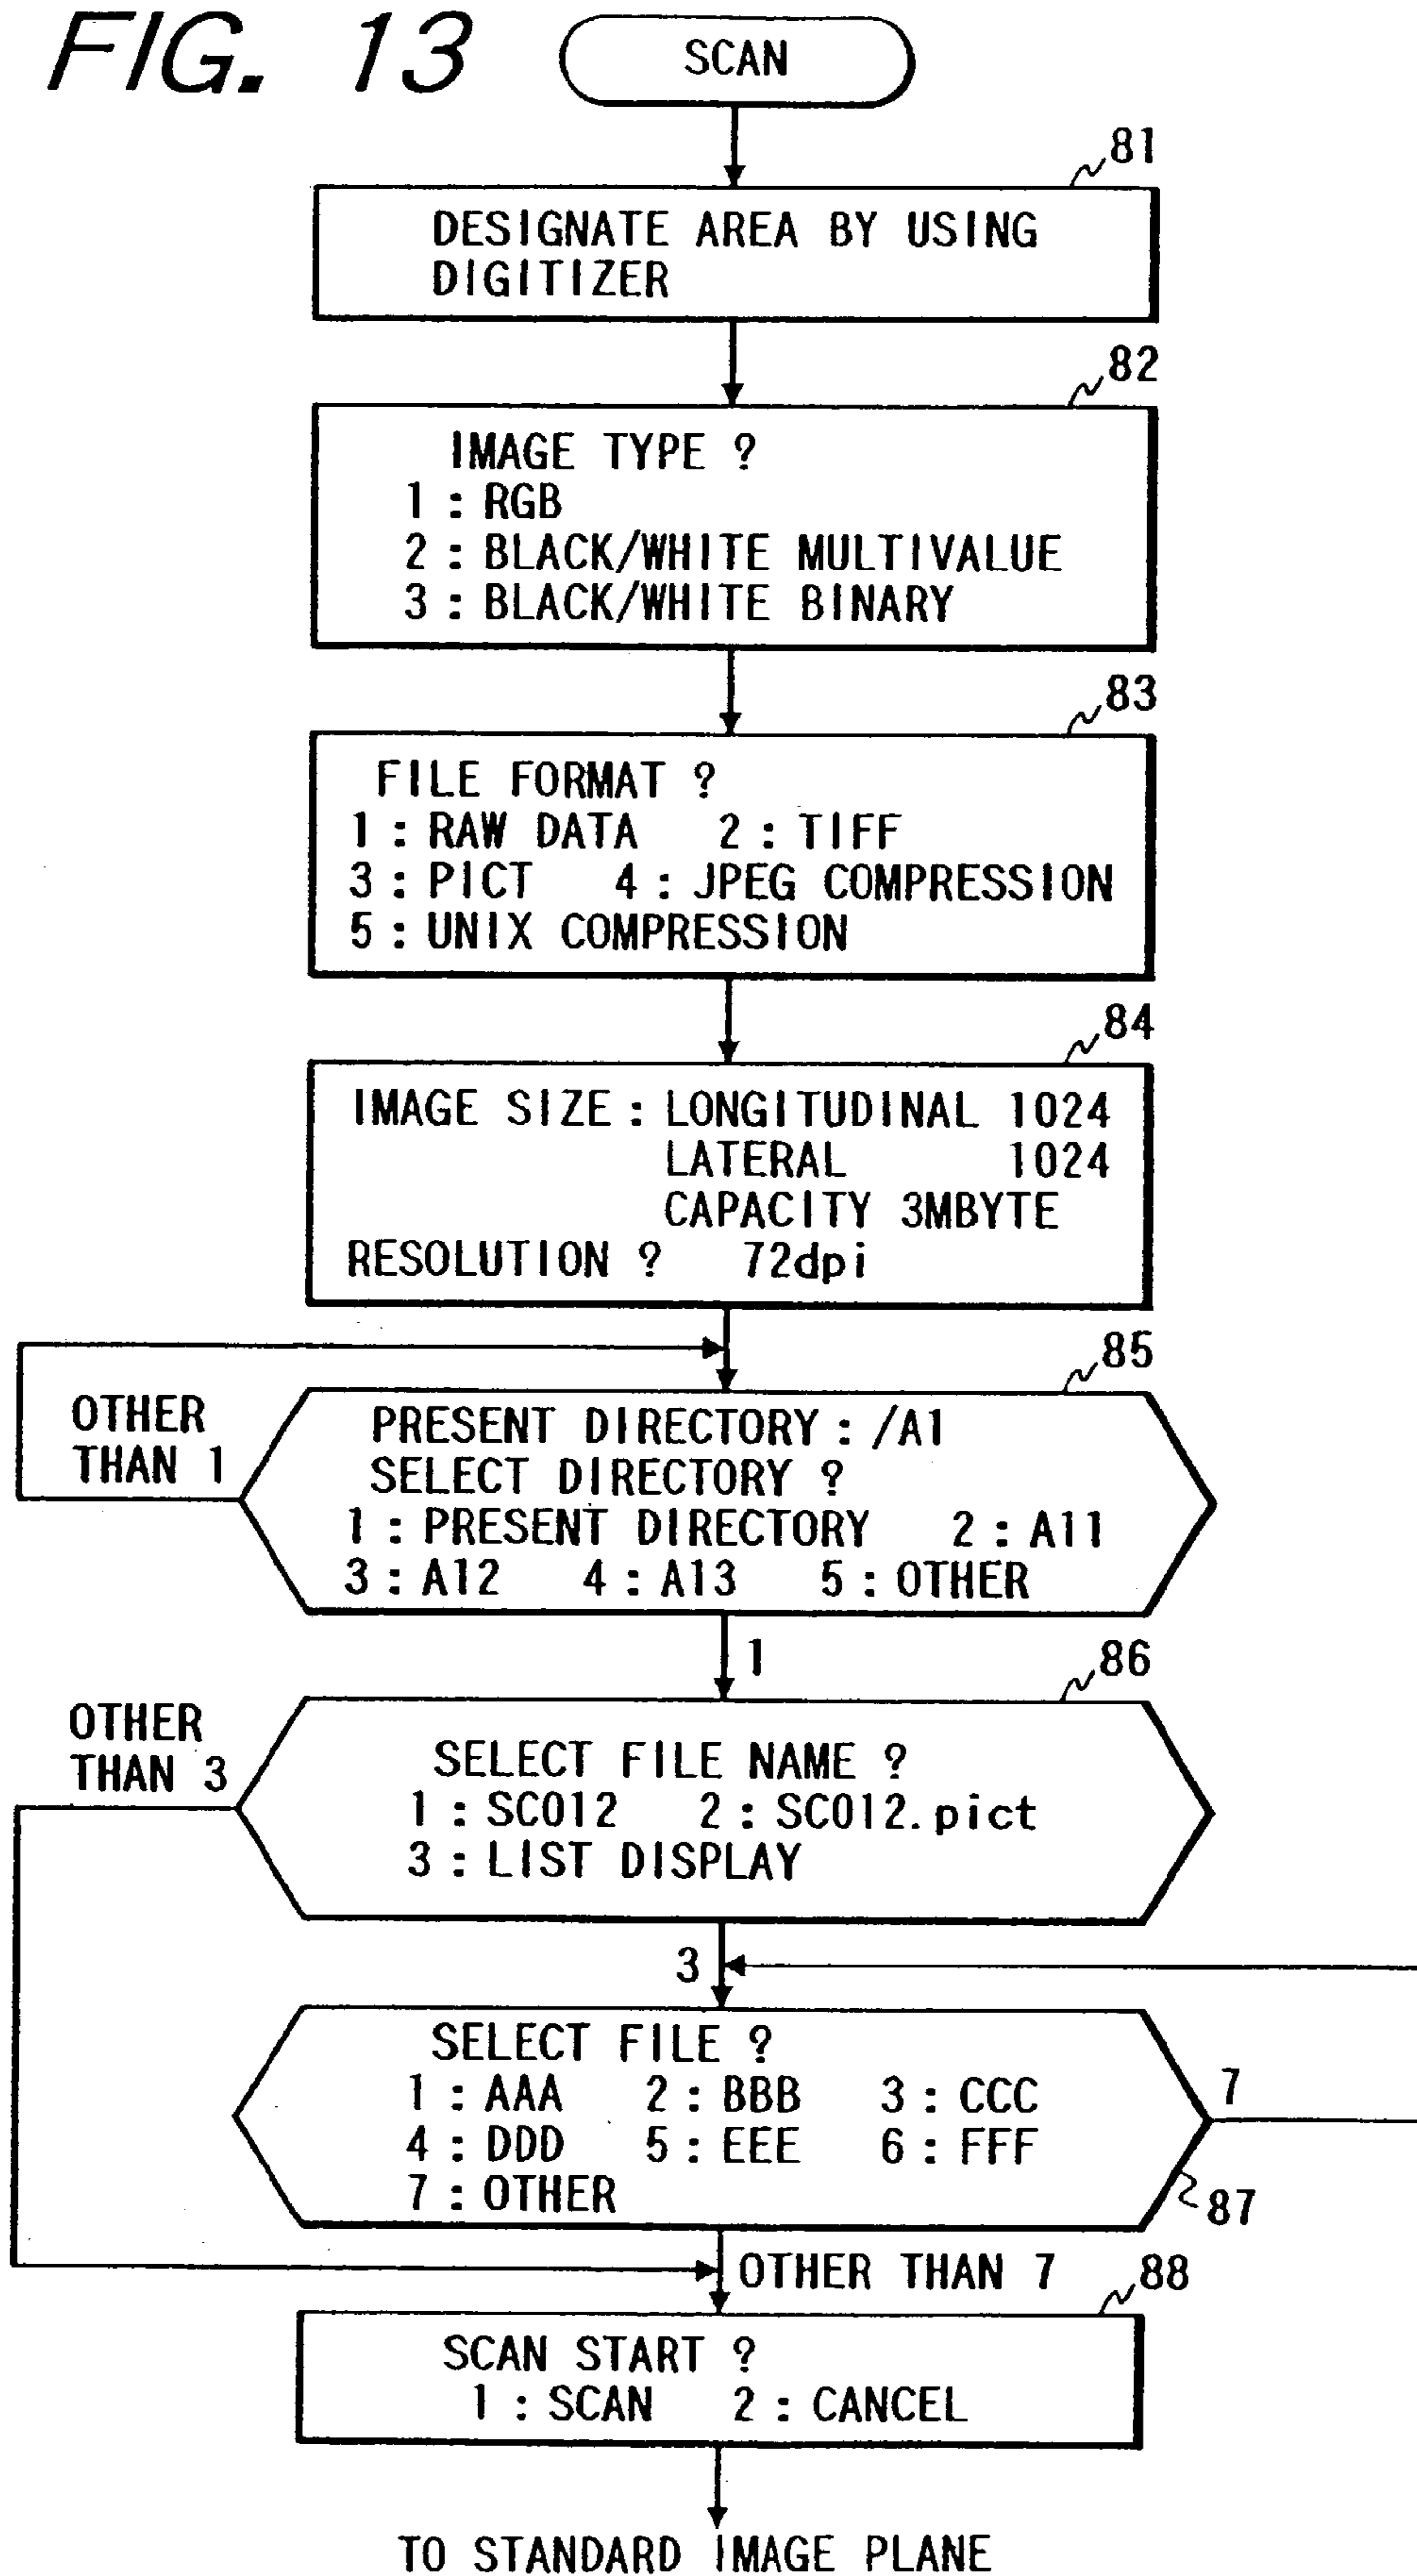 FIG. 13
SCAN
81
DESIGNATE AREA BY USING
DIGITIZER
82
IMAGE TYPE ?
1 : RGB
2 : BLACK/WHITE MULTIVALUE
3 : BLACK/WHITE BINARY
83
FILE FORMAT ?
1 : RAW DATA 2 : TIFF
3 : PICT 4 : JPEG COMPRESSION
5 : UNIX COMPRESSION
84
IMAGE SIZE : LONGITUDINAL 1024
LATERAL 1024
CAPACITY 3MBYTE
RESOLUTION ? 72dpi
85
OTHER
THAN 1
PRESENT DIRECTORY : /A1
SELECT DIRECTORY ?
1 : PRESENT DIRECTORY 2 : A11
3 : A12 4 : A13 5 : OTHER
1
86
OTHER
THAN 3
SELECT FILE NAME ?
1 : SC012 2 : SC012.pict
3 : LIST DISPLAY
3
SELECT FILE ?
1 : AAA 2 : BBB 3 : CCC
4 : DDD 5 : EEE 6 : FFF
7 : OTHER
7
87
OTHER THAN 7
88
SCAN START ?
1 : SCAN 2 : CANCEL
TO STANDARD IMAGE PLANE